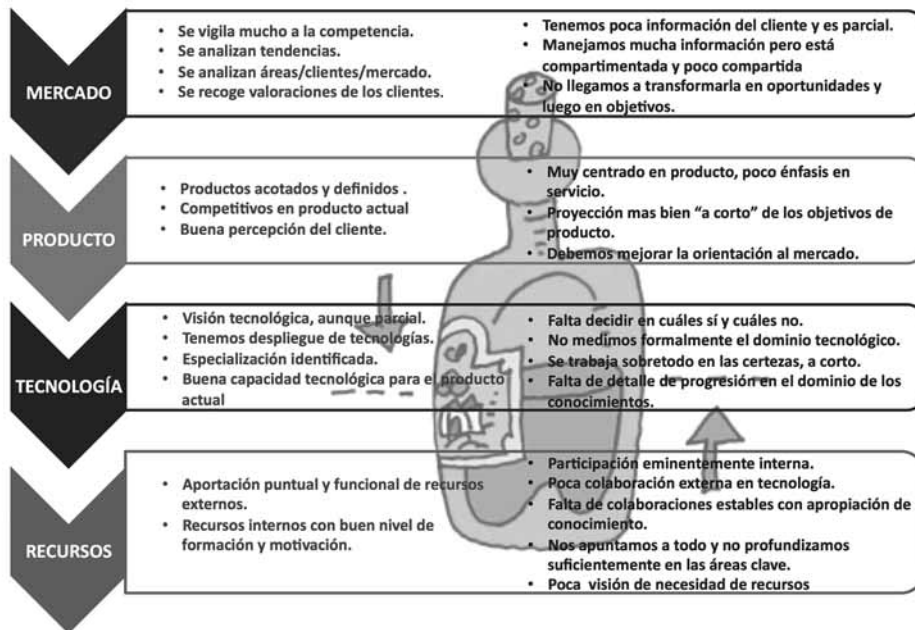 MERCADO
• Se vigila mucho a la competencia.
• Se analizan tendencias.
• Se analizan áreas/clientes/mercado.
• Se recoge valoraciones de los clientes.
• Tenemos poca información del cliente y es parcial.
• Manejamos mucha información pero está
compartimentada y poco compartida
• No llegamos a transformarla en oportunidades y
luego en objetivos.
PRODUCTO
• Productos acotados y definidos .
• Competitivos en producto actual
• Buena percepción del cliente.
• Muy centrado en producto, poco énfasis en
servicio.
• Proyección mas bien “a corto” de los objetivos de
producto.
• Debemos mejorar la orientación al mercado.
TECNOLOGÍA
• Visión tecnológica, aunque parcial.
• Tenemos despliegue de tecnologías.
• Especialización identificada.
• Buena capacidad tecnológica para el producto
actual
• Falta decidir en cuáles sí y cuáles no.
• No medimos formalmente el dominio tecnológico.
• Se trabaja sobretodo en las certezas, a corto.
• Falta de detalle de progresión en el dominio de los
conocimientos.
RECURSOS
• Aportación puntual y funcional de recursos
externos.
• Recursos internos con buen nivel de
formación y motivación.
• Participación eminentemente interna.
• Poca colaboración externa en tecnología.
• Falta de colaboraciones estables con apropiación de
conocimiento.
• Nos apuntamos a todo y no profundizamos
suficientemente en las áreas clave.
• Poca visión de necesidad de recursos